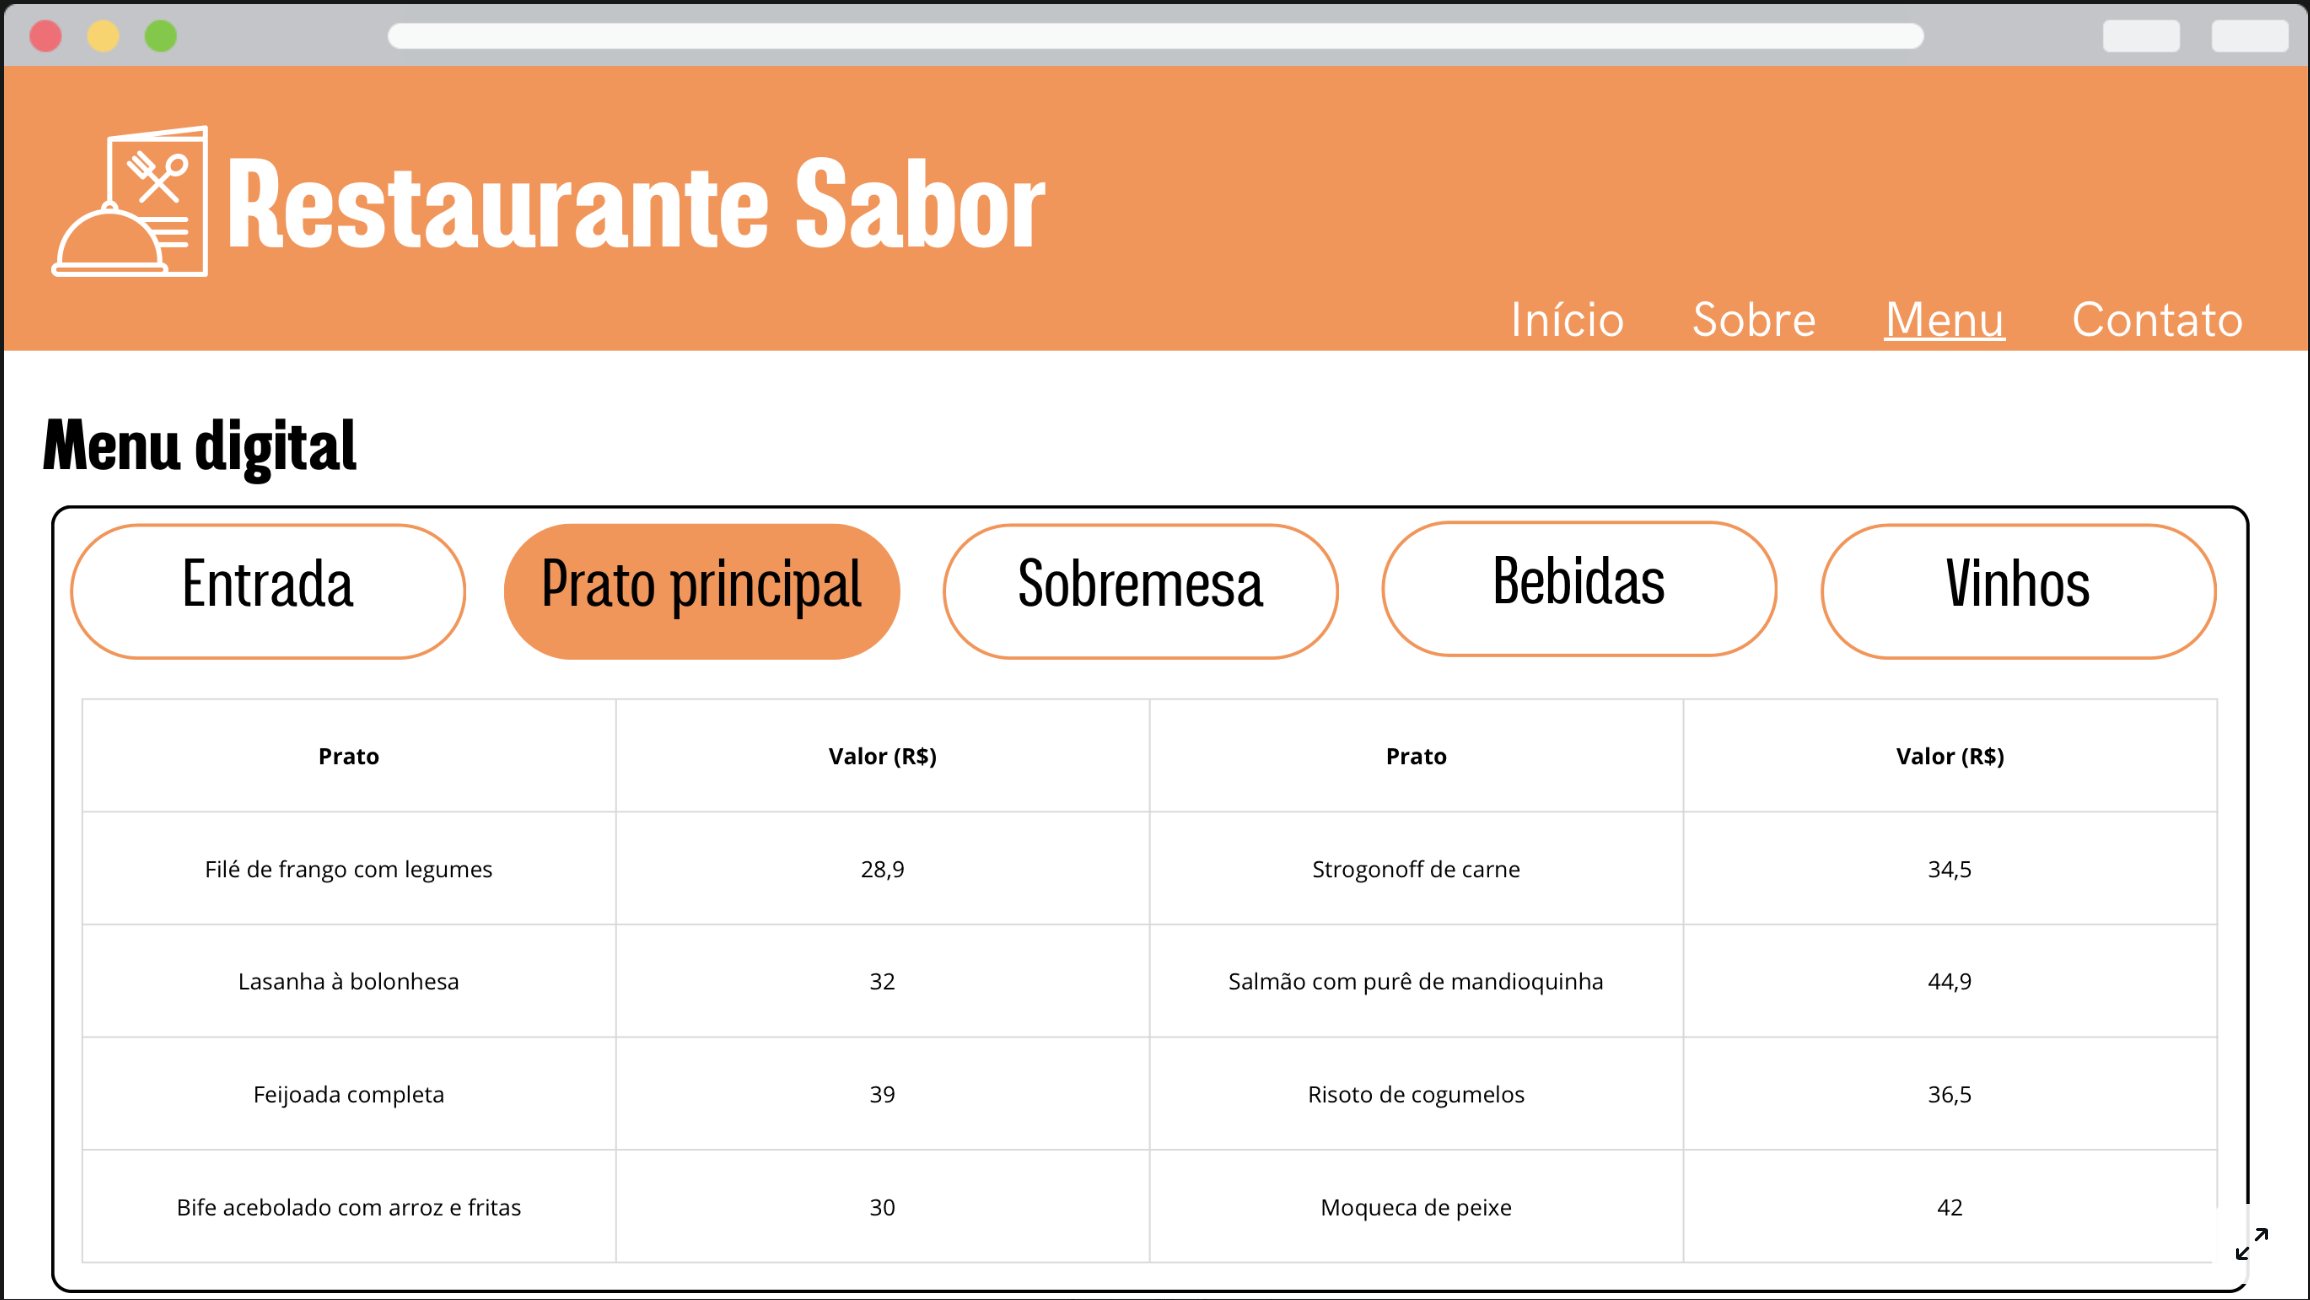 Restaurante Sabor
Início Sobre Menu Contato
Menu digital
Entrada Prato principal Sobremesa Bebidas Vinhos
Prato Valor (R$) Prato Valor (R$)
Filé de frango com legumes 28,9 Strogonoff de carne 34,5
Lasanha à bolonhesa 32 Salmão com purê de mandioquinha 44,9
Feijoada completa 39 Risoto de cogumelos 36,5
Bife acebolado com arroz e fritas 30 Moqueca de peixe 42